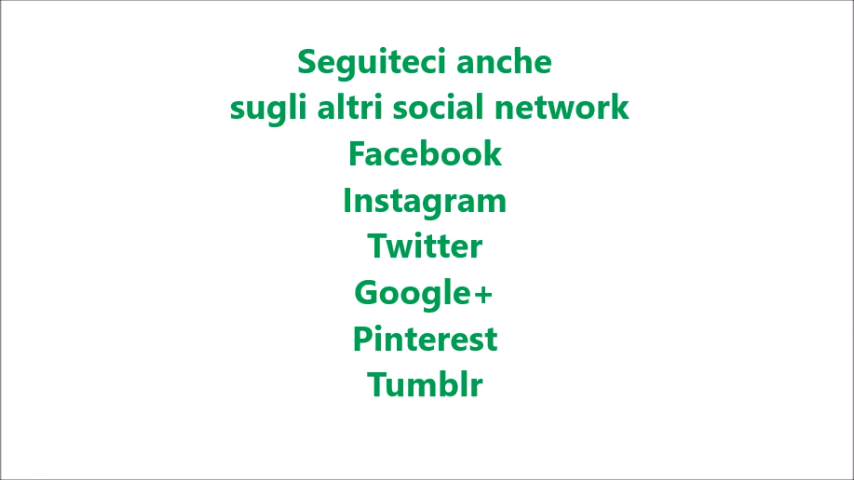 Seguiteci anche
sugli altri social network
Facebook
Instagram
Twitter
Google+
Pinterest
Tumblr